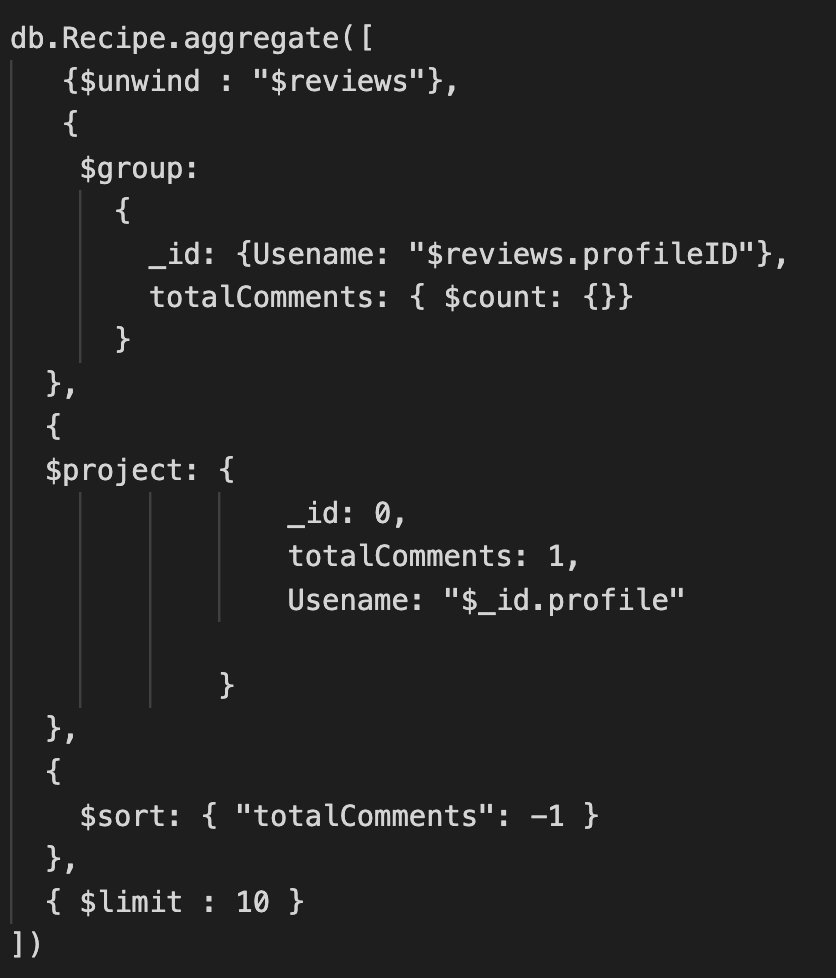 db.Recipe.aggregate([
{$unwind : "$reviews"},
{
$group:
{
_id: {Usename: "$reviews.profileID"},
totalComments: { $count: {}}
}
},
{
$project: {
_id: 0,
totalComments: 1,
Usename: "$_id.profile"
}
},
{
$sort: { "totalComments": -1 }
},
{ $limit : 10 }
])